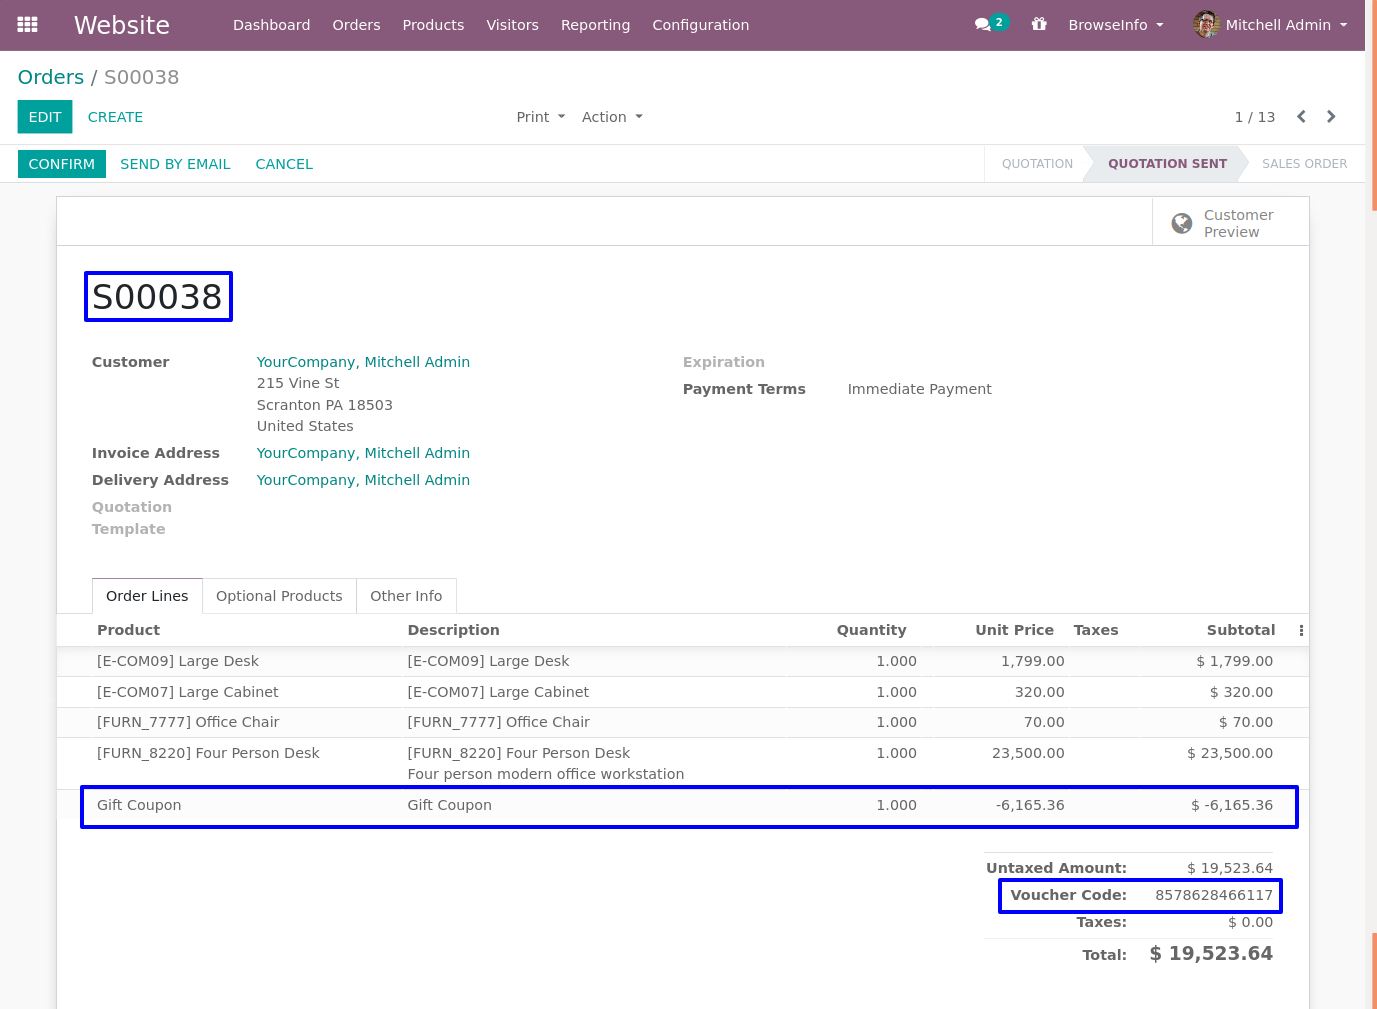 Website Dashboard Orders Products Visitors Reporting Configuration 2 BrowseInfo Mitchell Admin
Orders / S00038
EDIT CREATE Print Action 1 / 13
CONFIRM SEND BY EMAIL CANCEL QUOTATION QUOTATION SENT SALES ORDER
Customer
Preview
S00038
Customer YourCompany, Mitchell Admin Expiration
215 Vine St
Payment Terms Immediate Payment
Scranton PA 18503
United States
Invoice Address YourCompany, Mitchell Admin
Delivery Address YourCompany, Mitchell Admin
Quotation
Template
Order Lines Optional Products Other Info
Product Description Quantity Unit Price Taxes Subtotal
[E-COM09] Large Desk [E-COM09] Large Desk 1.000 1,799.00 $ 1,799.00
[E-COM07] Large Cabinet [E-COM07] Large Cabinet 1.000 320.00 $ 320.00
[FURN_7777] Office Chair [FURN_7777] Office Chair 1.000 70.00 $ 70.00
[FURN_8220] Four Person Desk [FURN_8220] Four Person Desk 1.000 23,500.00 $ 23,500.00
Four person modern office workstation
Gift Coupon Gift Coupon 1.000 -6,165.36 $ -6,165.36
Untaxed Amount: $ 19,523.64
Voucher Code: 8578628466117
Taxes: $ 0.00
Total: $ 19,523.64